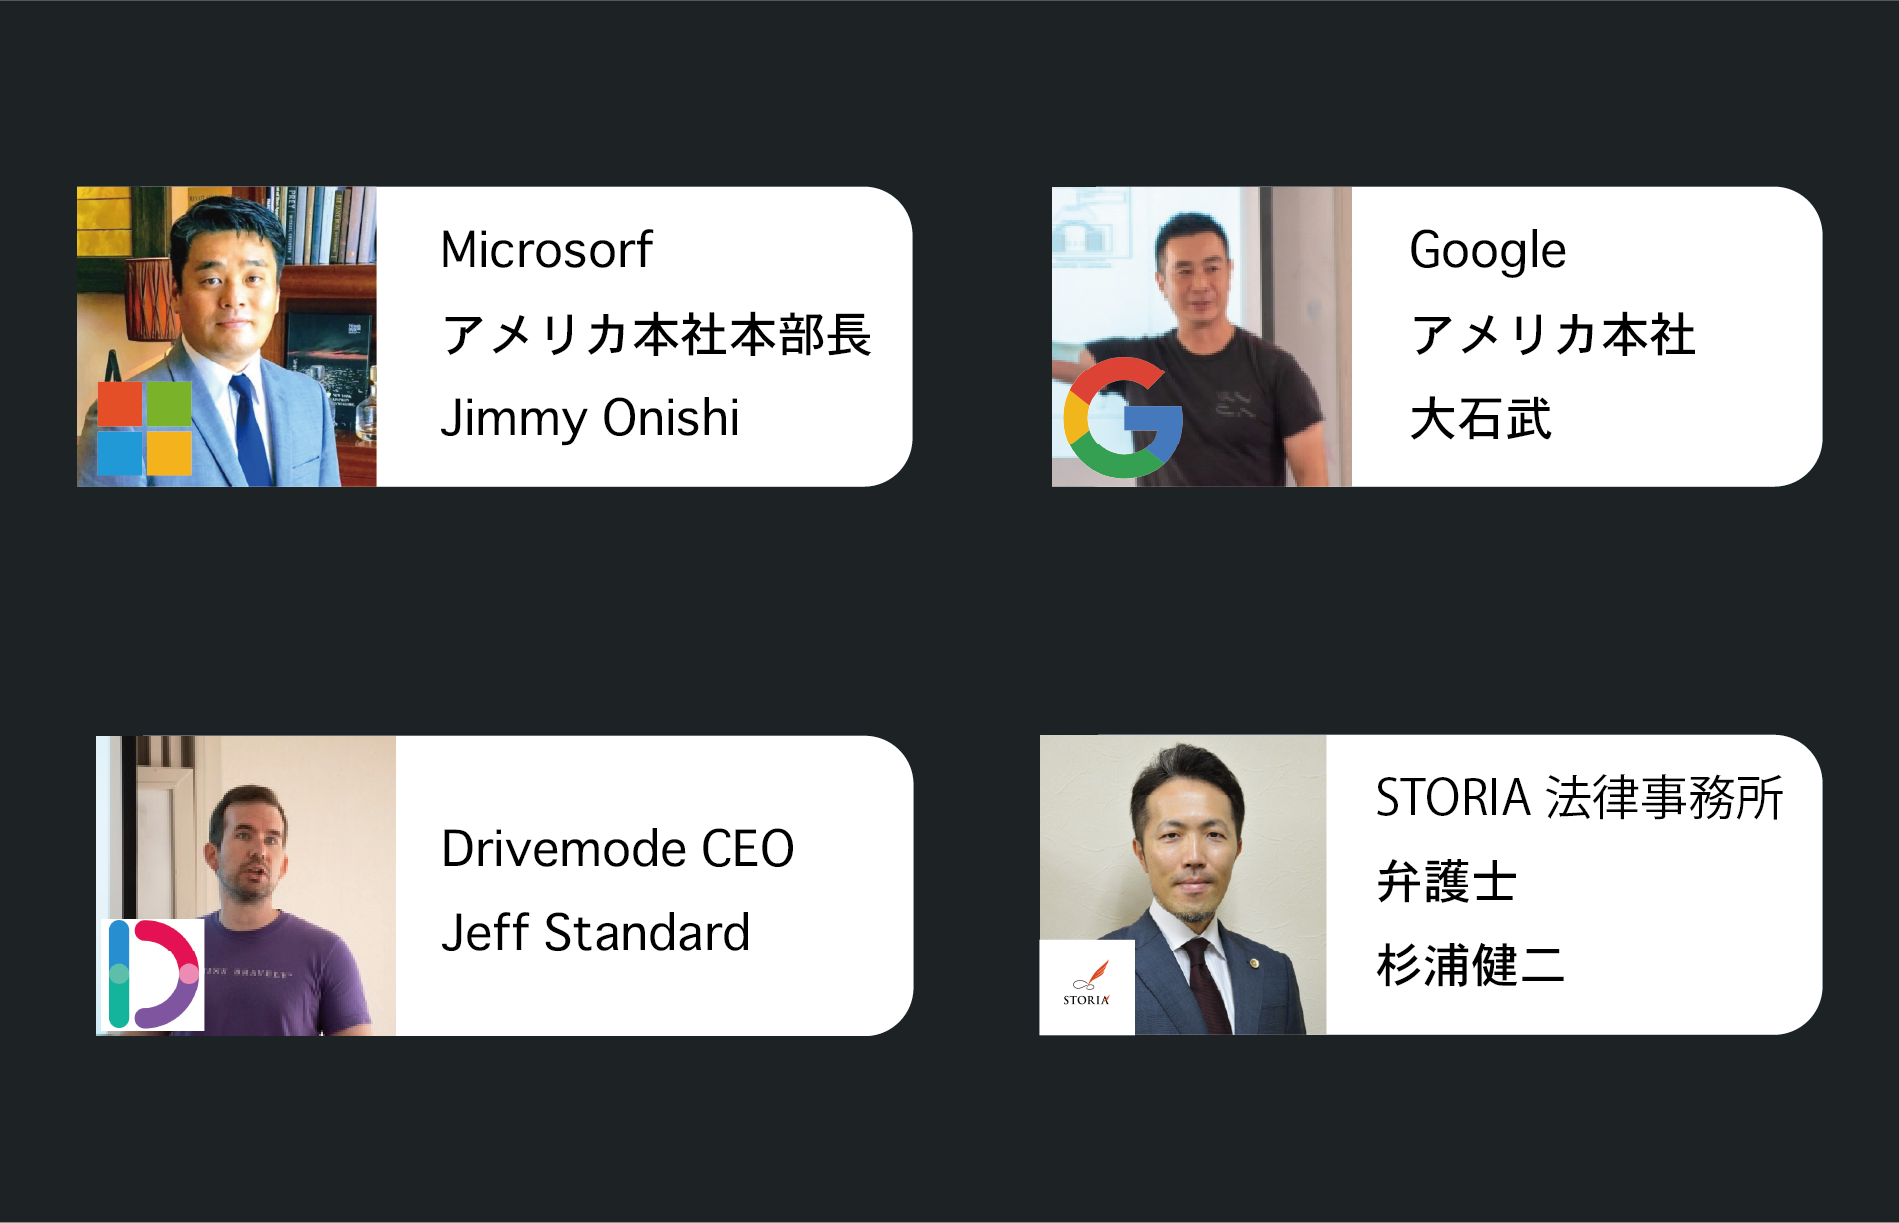 Microsorf
アメリカ本社本部長
Jimmy Onishi
Google
アメリカ本社
大石武
Drivemode CEO
Jeff Standard
STORIA 法律事務所
弁護士
杉浦健二
STORIA